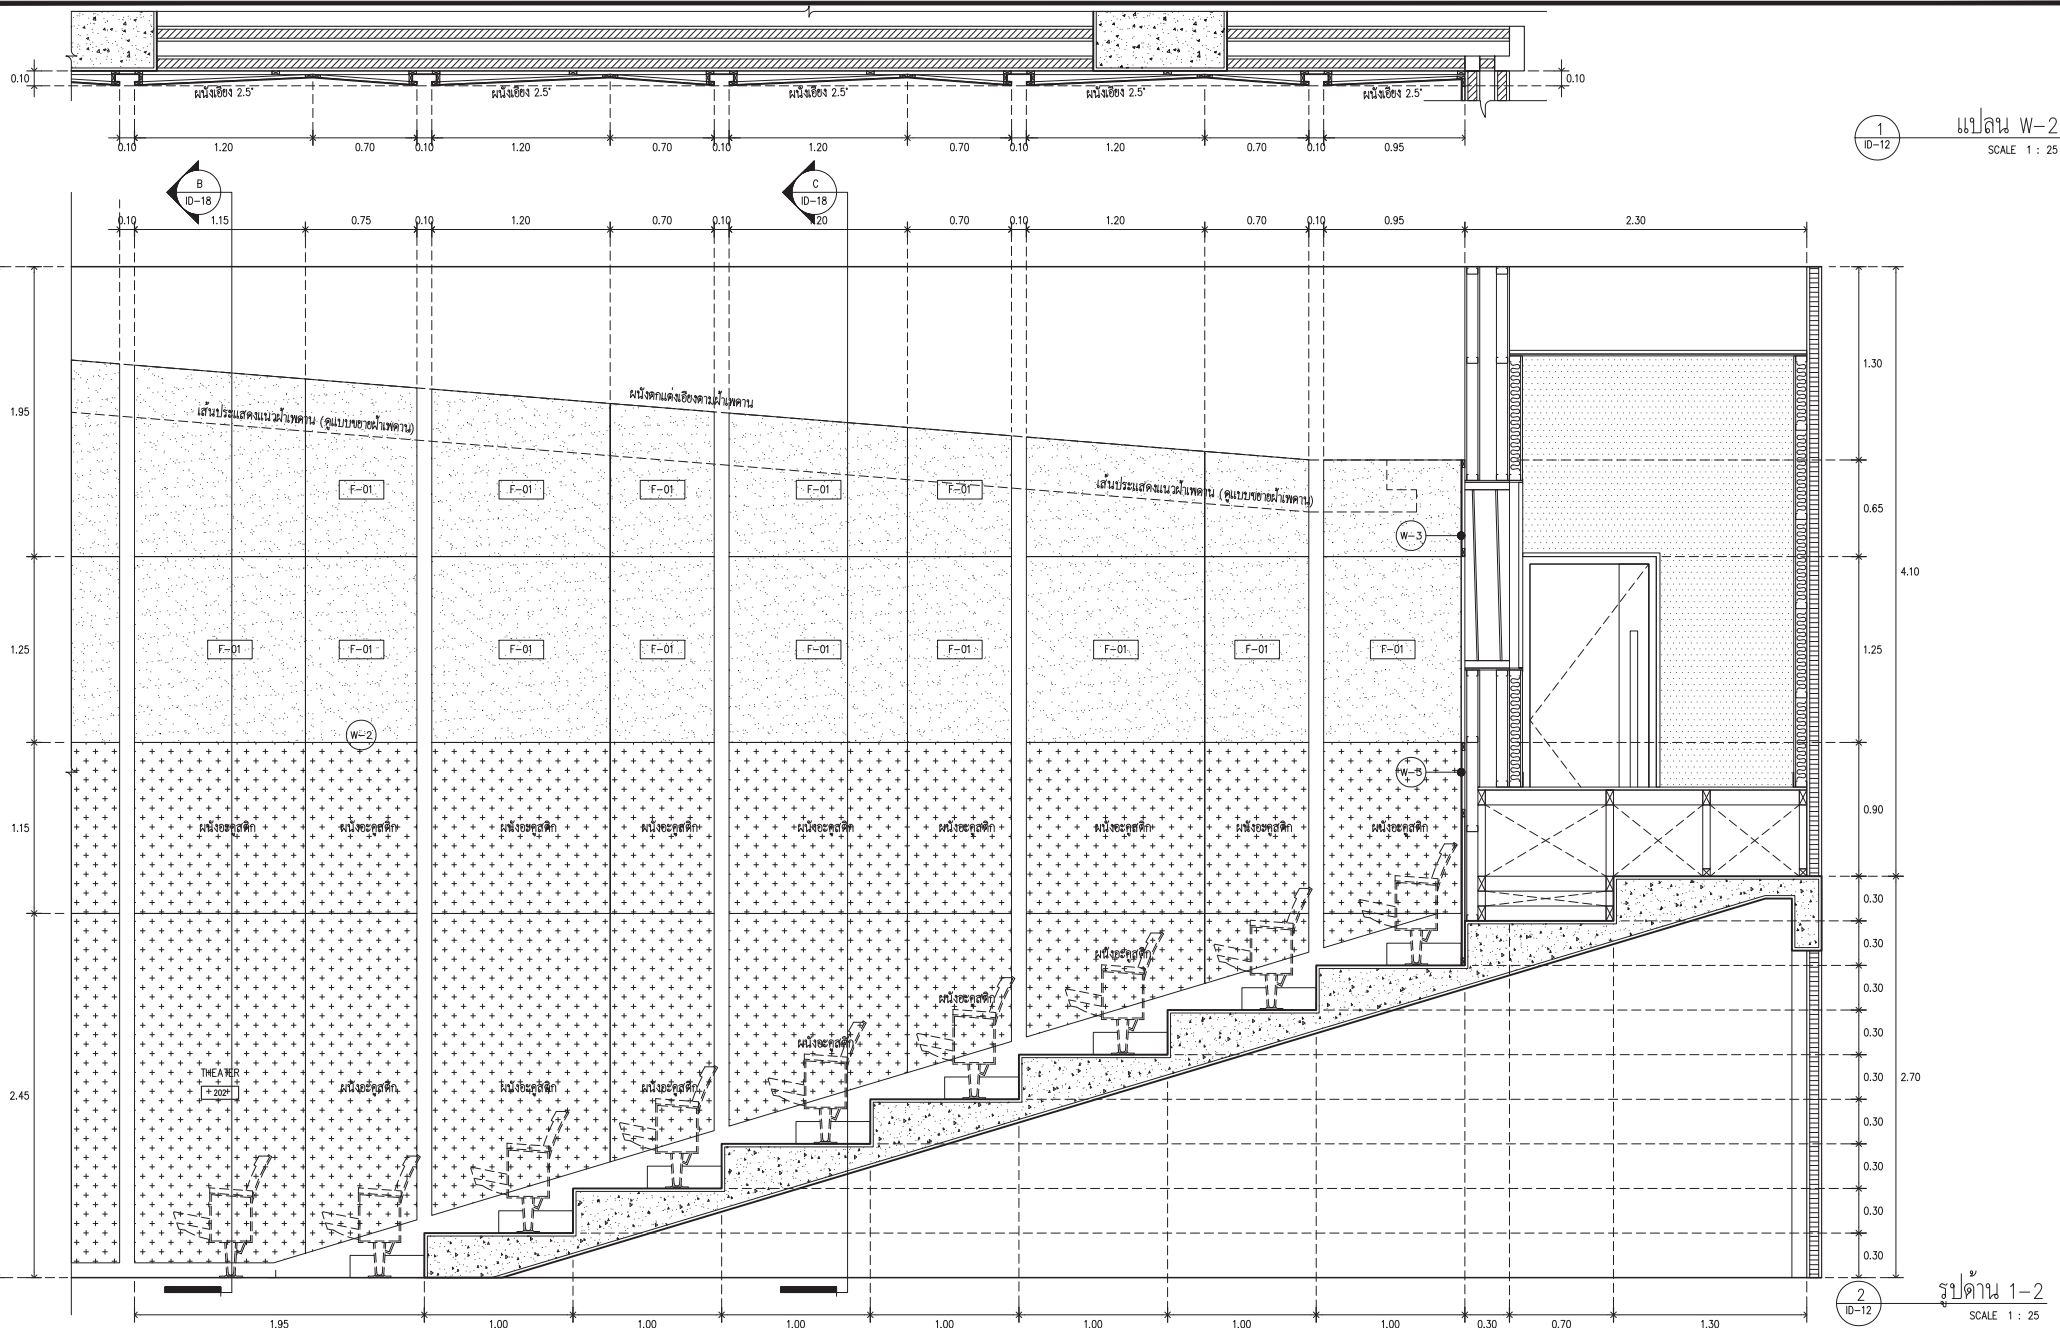 0.10
ผนังเอียง 2.5°
ผนังเอียง 2.5°
ผนังเอียง 2.5°
ผนังเอียง 2.5°
ผนังเอียง 2.5°
0.10
0.10 1.20 0.70 0.10 1.20 0.70 0.10 1.20 0.70 0.10 1.20 0.70 0.10 0.95
1
ID-12
แปลน W-2
SCALE 1 : 25
B
ID-18
C
ID-18
0.10 1.15 0.75 0.10 1.20 0.70 0.10 1.20 0.70 0.10 1.20 0.70 0.10 0.95 2.30
ผนังตกแต่งเอียงตามฝ้าเพดาน
เส้นประแสดงแนวฝ้าเพดาน (ดูแบบขยายฝ้าเพดาน)
เส้นประแสดงแนวฝ้าเพดาน (ดูแบบขยายฝ้าเพดาน)
1.95
1.25
1.15
2.45
F-01 F-01 F-01 F-01 F-01
W-3
F-01 F-01 F-01 F-01 F-01 F-01 F-01 F-01 F-01
W-2
W-3
ผนังอะคูสติก ผนังอะคูสติก ผนังอะคูสติก ผนังอะคูสติก ผนังอะคูสติก ผนังอะคูสติก ผนังอะคูสติก ผนังอะคูสติก ผนังอะคูสติก
ผนังอะคูสติก
ผนังอะคูสติก
ผนังอะคูสติก
THEATER
202
ผนังอะคูสติก ผนังอะคูสติก ผนังอะคูสติก
1.30
0.65
1.25
0.90
0.30
0.30
0.30
0.30
0.30
0.30
0.30
0.30
0.30
4.10
2.70
1.95 1.00 1.00 1.00 1.00 1.00 1.00 1.00 0.30 0.70 1.30
2
ID-12
รูปด้าน 1-2
SCALE 1 : 25